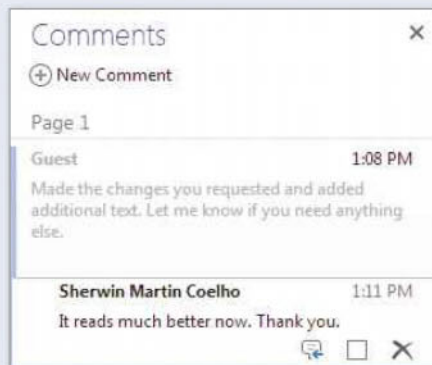 Comments
New Comment
Page 1
Guest 1:08 PM
Made the changes you requested and added
additional text. Let me know if you need anything
else.
Sherwin Martin Coelho 1:11 PM
It reads much better now. Thank you.